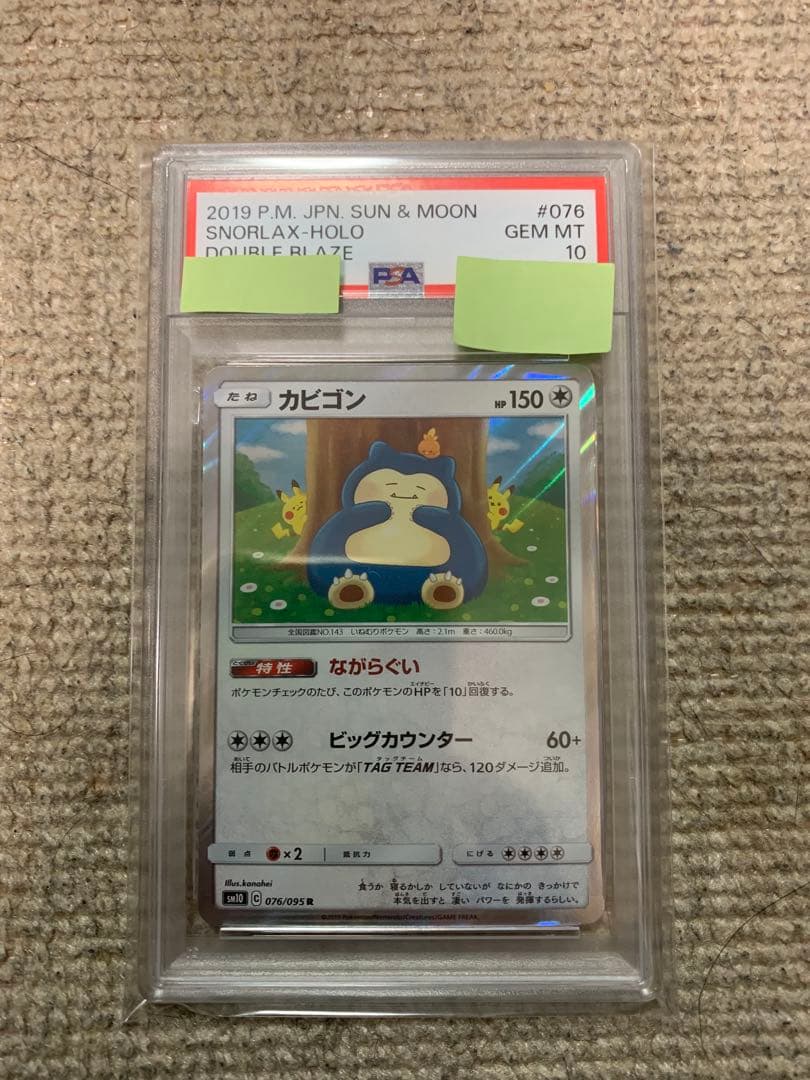 2019 P.M. JPN. SUN & MOON #076
SNORLAX-HOLO GEM MT
DOUBLE BLAZE 10
PSA
たね カビゴン HP150
全国図鑑NO.143 いねむりポケモン 高さ:2.1m 重さ:460.0kg
特性 ながらぐい
ポケモンチェックのたび、このポケモンのHPを「10」回復する。
ビッグカウンター 60+
相手のバトルポケモンが「TAG TEAM」なら、120ダメージ追加。
弱点 ×2 抵抗力 にげる
Illus.kanahei
食うか 寝るかしか していないが なにかの きっかけで
SM10 C 076/095 R
本気を出すと 凄い パワーを 発揮するらしい。
©2019 Pokémon/Nintendo/Creatures/GAME FREAK.